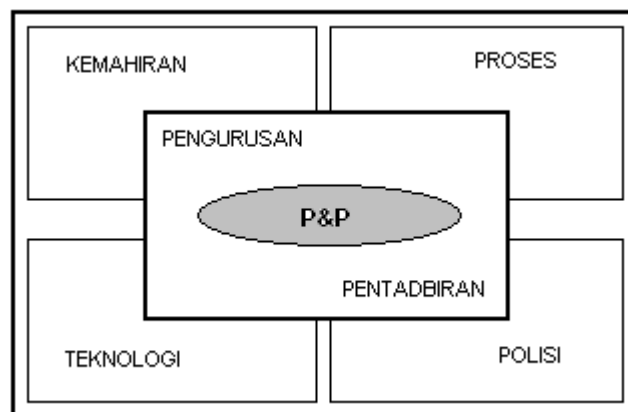 KEMAHIRAN
PROSES
PENGURUSAN
P&P
PENTADBIRAN
TEKNOLOGI
POLISI